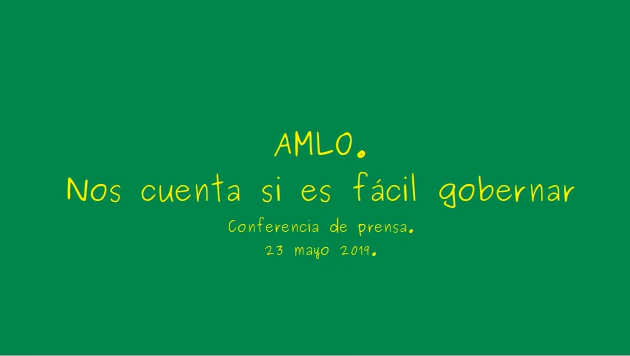 AMLO.
Nos cuenta si es fácil gobernar
Conferencia de prensa.
23 mayo 2019.